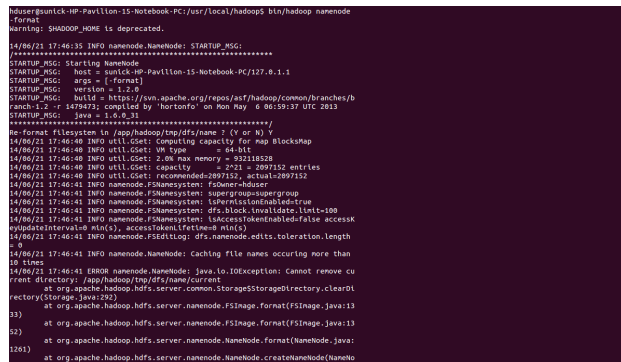 hduser@sunick-HP-Pavilion-15-Notebook-PC:/usr/local/hadoop$ bin/hadoop namenode
-format
Warning: $HADOOP_HOME is deprecated.
14/06/21 17:46:35 INFO namenode.NameNode: STARTUP_MSG:
/************************************************************
STARTUP_MSG: Starting NameNode
STARTUP_MSG:   host = sunick-HP-Pavilion-15-Notebook-PC/127.0.1.1
STARTUP_MSG:   args = [-format]
STARTUP_MSG:   version = 1.2.0
STARTUP_MSG:   build = https://svn.apache.org/repos/asf/hadoop/common/branches/b
ranch-1.2 -r 1479473; compiled by 'hortonfo' on Mon May  6 06:59:37 UTC 2013
STARTUP_MSG:   java = 1.6.0_31
************************************************************/
Re-format filesystem in /app/hadoop/tmp/dfs/name ? (Y or N) Y
14/06/21 17:46:40 INFO util.GSet: Computing capacity for map BlocksMap
14/06/21 17:46:40 INFO util.GSet: VM type       = 64-bit
14/06/21 17:46:40 INFO util.GSet: 2.0% max memory = 932118528
14/06/21 17:46:40 INFO util.GSet: capacity      = 2^21 = 2097152 entries
14/06/21 17:46:40 INFO util.GSet: recommended=2097152, actual=2097152
14/06/21 17:46:41 INFO namenode.FSNamesystem: fsOwner=hduser
14/06/21 17:46:41 INFO namenode.FSNamesystem: supergroup=supergroup
14/06/21 17:46:41 INFO namenode.FSNamesystem: isPermissionEnabled=true
14/06/21 17:46:41 INFO namenode.FSNamesystem: dfs.block.invalidate.limit=100
14/06/21 17:46:41 INFO namenode.FSNamesystem: isAccessTokenEnabled=false accessK
eyUpdateInterval=0 min(s), accessTokenLifetime=0 min(s)
14/06/21 17:46:41 INFO namenode.FSEditLog: dfs.namenode.edits.toleration.length
= 0
14/06/21 17:46:41 INFO namenode.NameNode: Caching file names occuring more than
10 times
14/06/21 17:46:41 ERROR namenode.NameNode: java.io.IOException: Cannot remove cu
rrent directory: /app/hadoop/tmp/dfs/name/current
at org.apache.hadoop.hdfs.server.common.Storage$StorageDirectory.clearDi
rectory(Storage.java:292)
at org.apache.hadoop.hdfs.server.namenode.FSImage.format(FSImage.java:13
33)
at org.apache.hadoop.hdfs.server.namenode.FSImage.format(FSImage.java:13
52)
at org.apache.hadoop.hdfs.server.namenode.NameNode.format(NameNode.java:
1261)
at org.apache.hadoop.hdfs.server.namenode.NameNode.createNameNode(NameNo